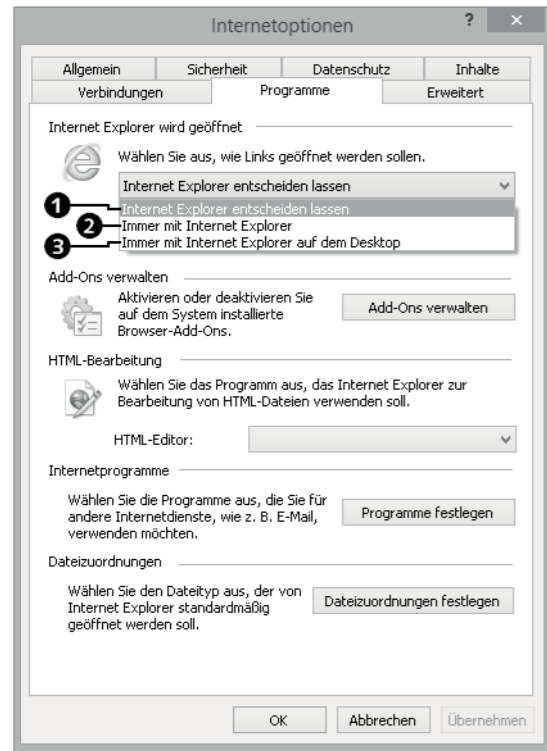 Internetoptionen ? ×
Allgemein Sicherheit Datenschutz Inhalte
Verbindungen Programme Erweitert
Internet Explorer wird geöffnet
Wählen Sie aus, wie Links geöffnet werden sollen.
Internet Explorer entscheiden lassen
1 Internet Explorer entscheiden lassen
2 Immer mit Internet Explorer
3 Immer mit Internet Explorer auf dem Desktop
Add-Ons verwalten
Aktivieren oder deaktivieren Sie
auf dem System installierte
Browser-Add-Ons.
Add-Ons verwalten
HTML-Bearbeitung
Wählen Sie das Programm aus, das Internet Explorer zur
Bearbeitung von HTML-Dateien verwenden soll.
HTML-Editor:
Internetprogramme
Wählen Sie die Programme aus, die Sie für
andere Internetdienste, wie z. B. E-Mail,
verwenden möchten.
Programme festlegen
Dateizuordnungen
Wählen Sie den Dateityp aus, der von
Internet Explorer standardmäßig
geöffnet werden soll.
Dateizuordnungen festlegen
OK Abbrechen Übernehmen